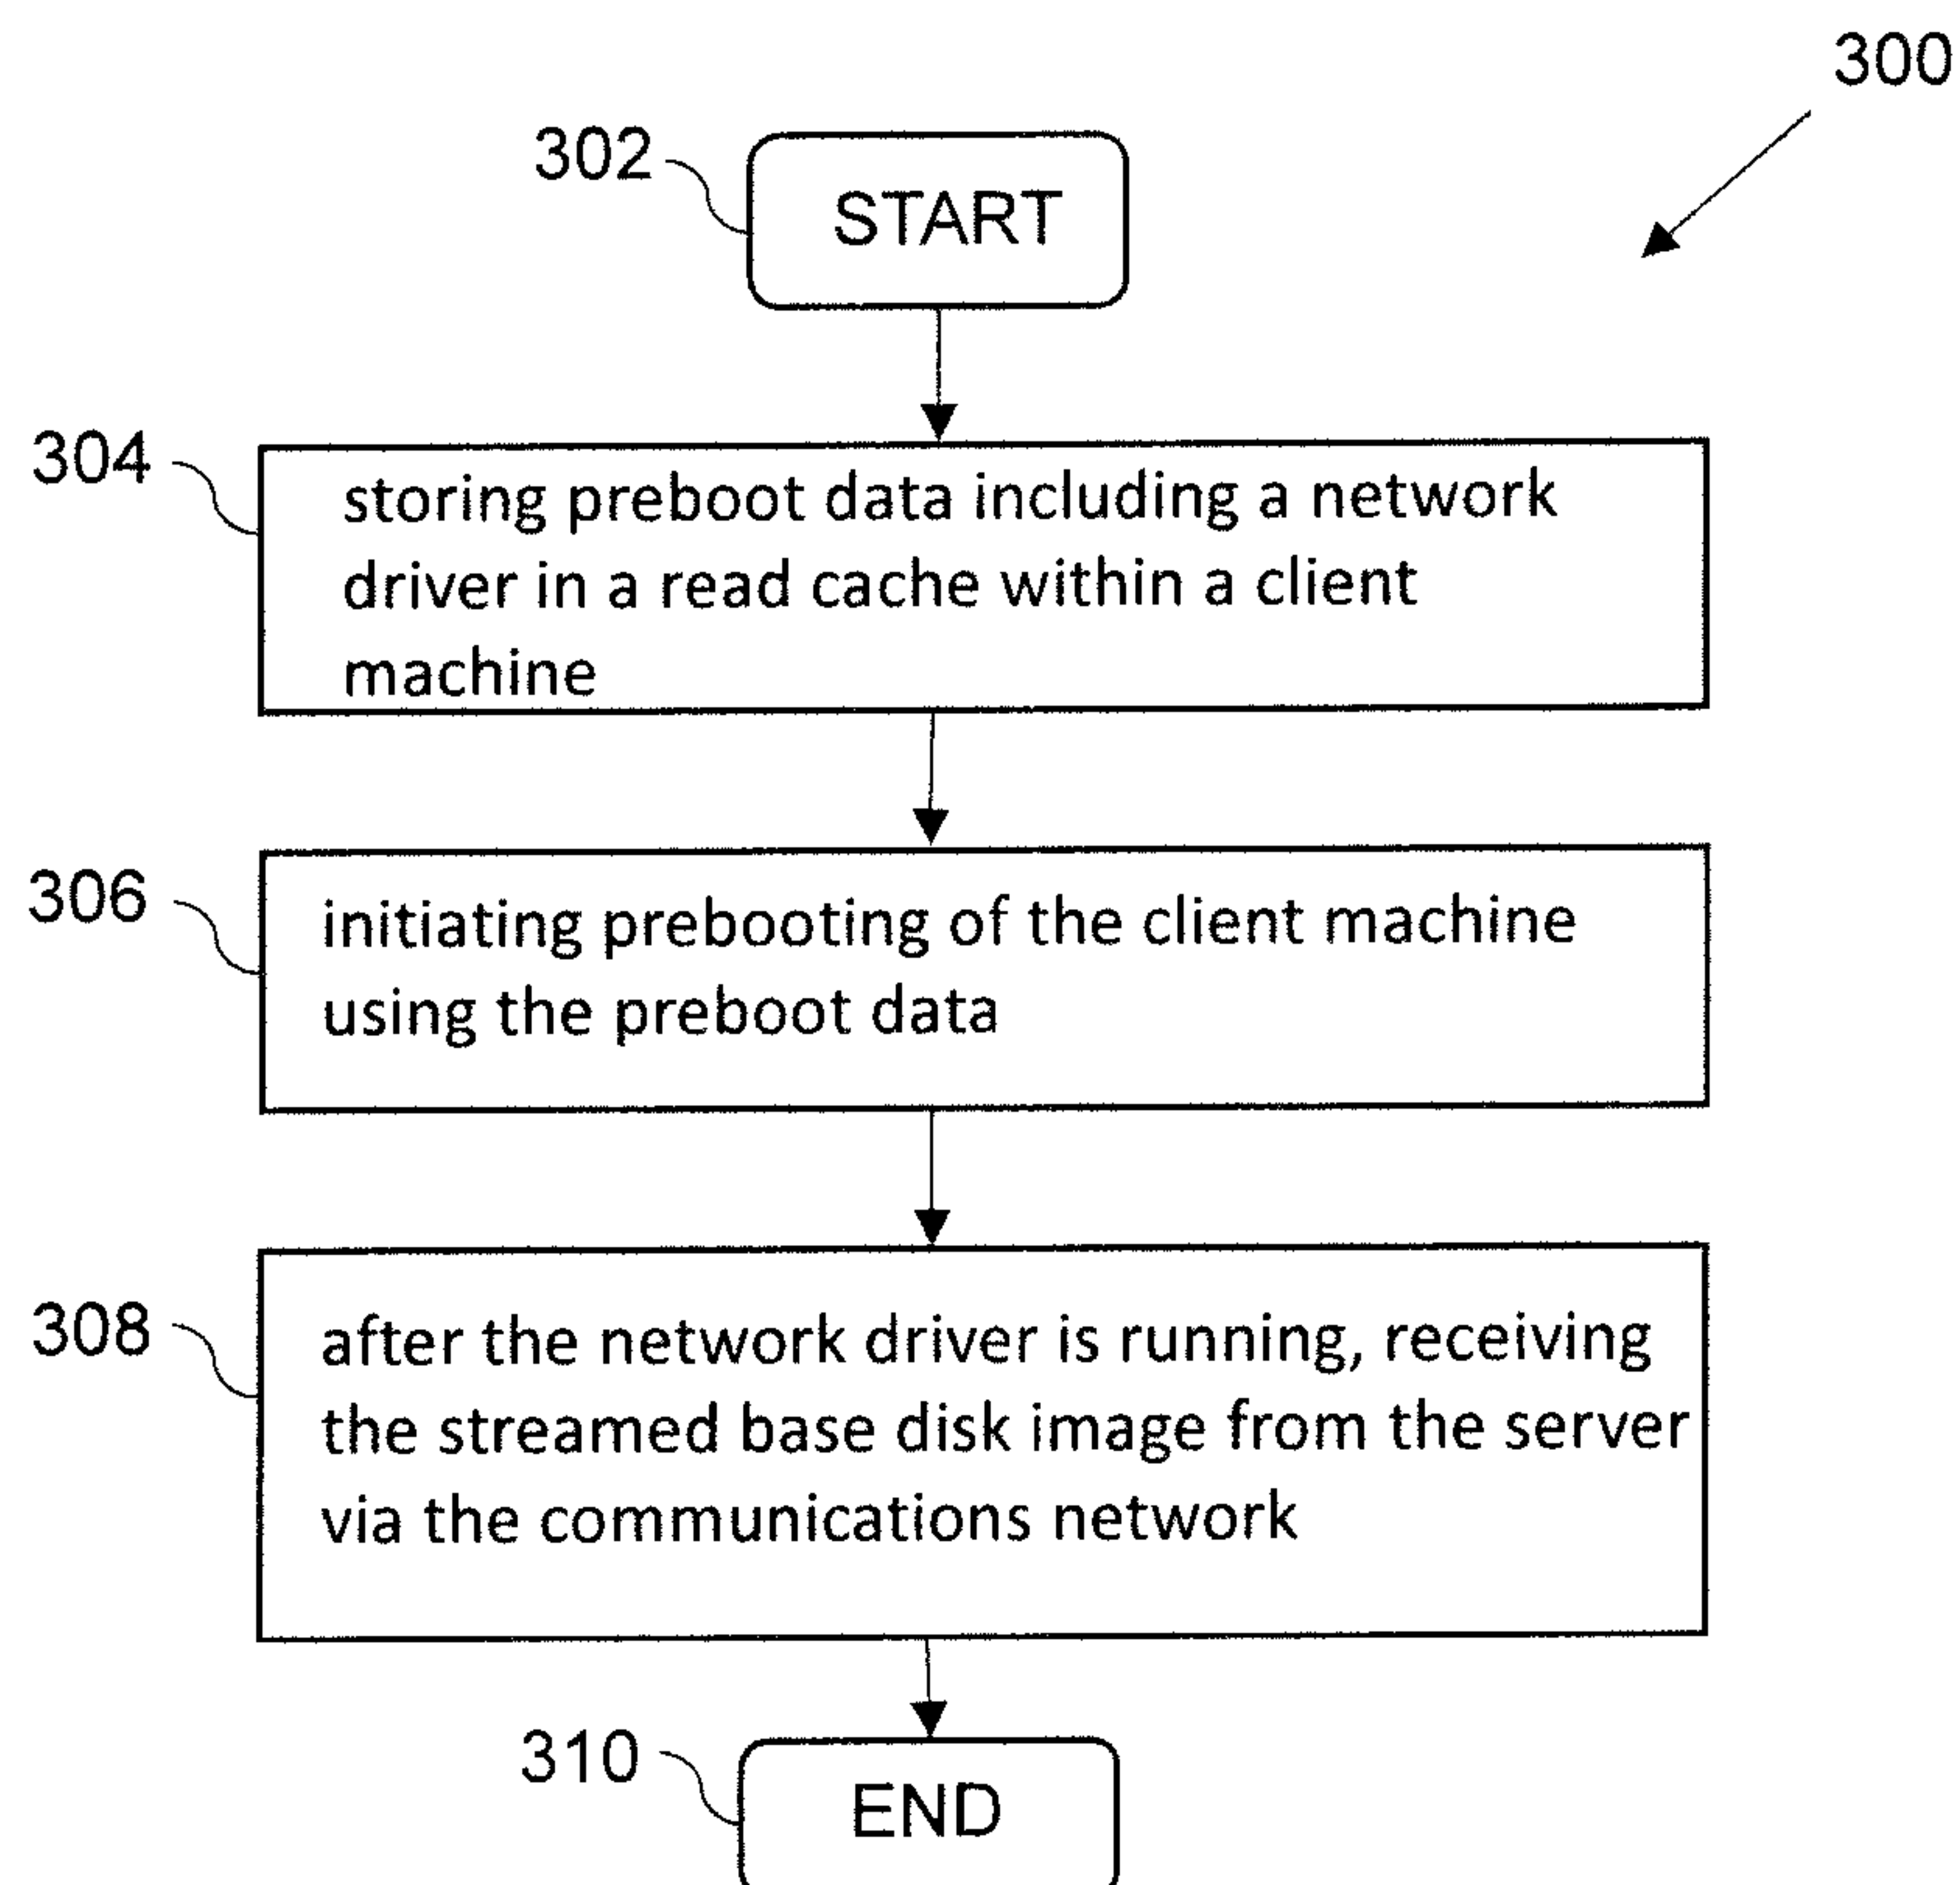 300
302
START
304
storing preboot data including a network
driver in a read cache within a client
machine
306
initiating prebooting of the client machine
using the preboot data
308
after the network driver is running, receiving
the streamed base disk image from the server
via the communications network
310
END